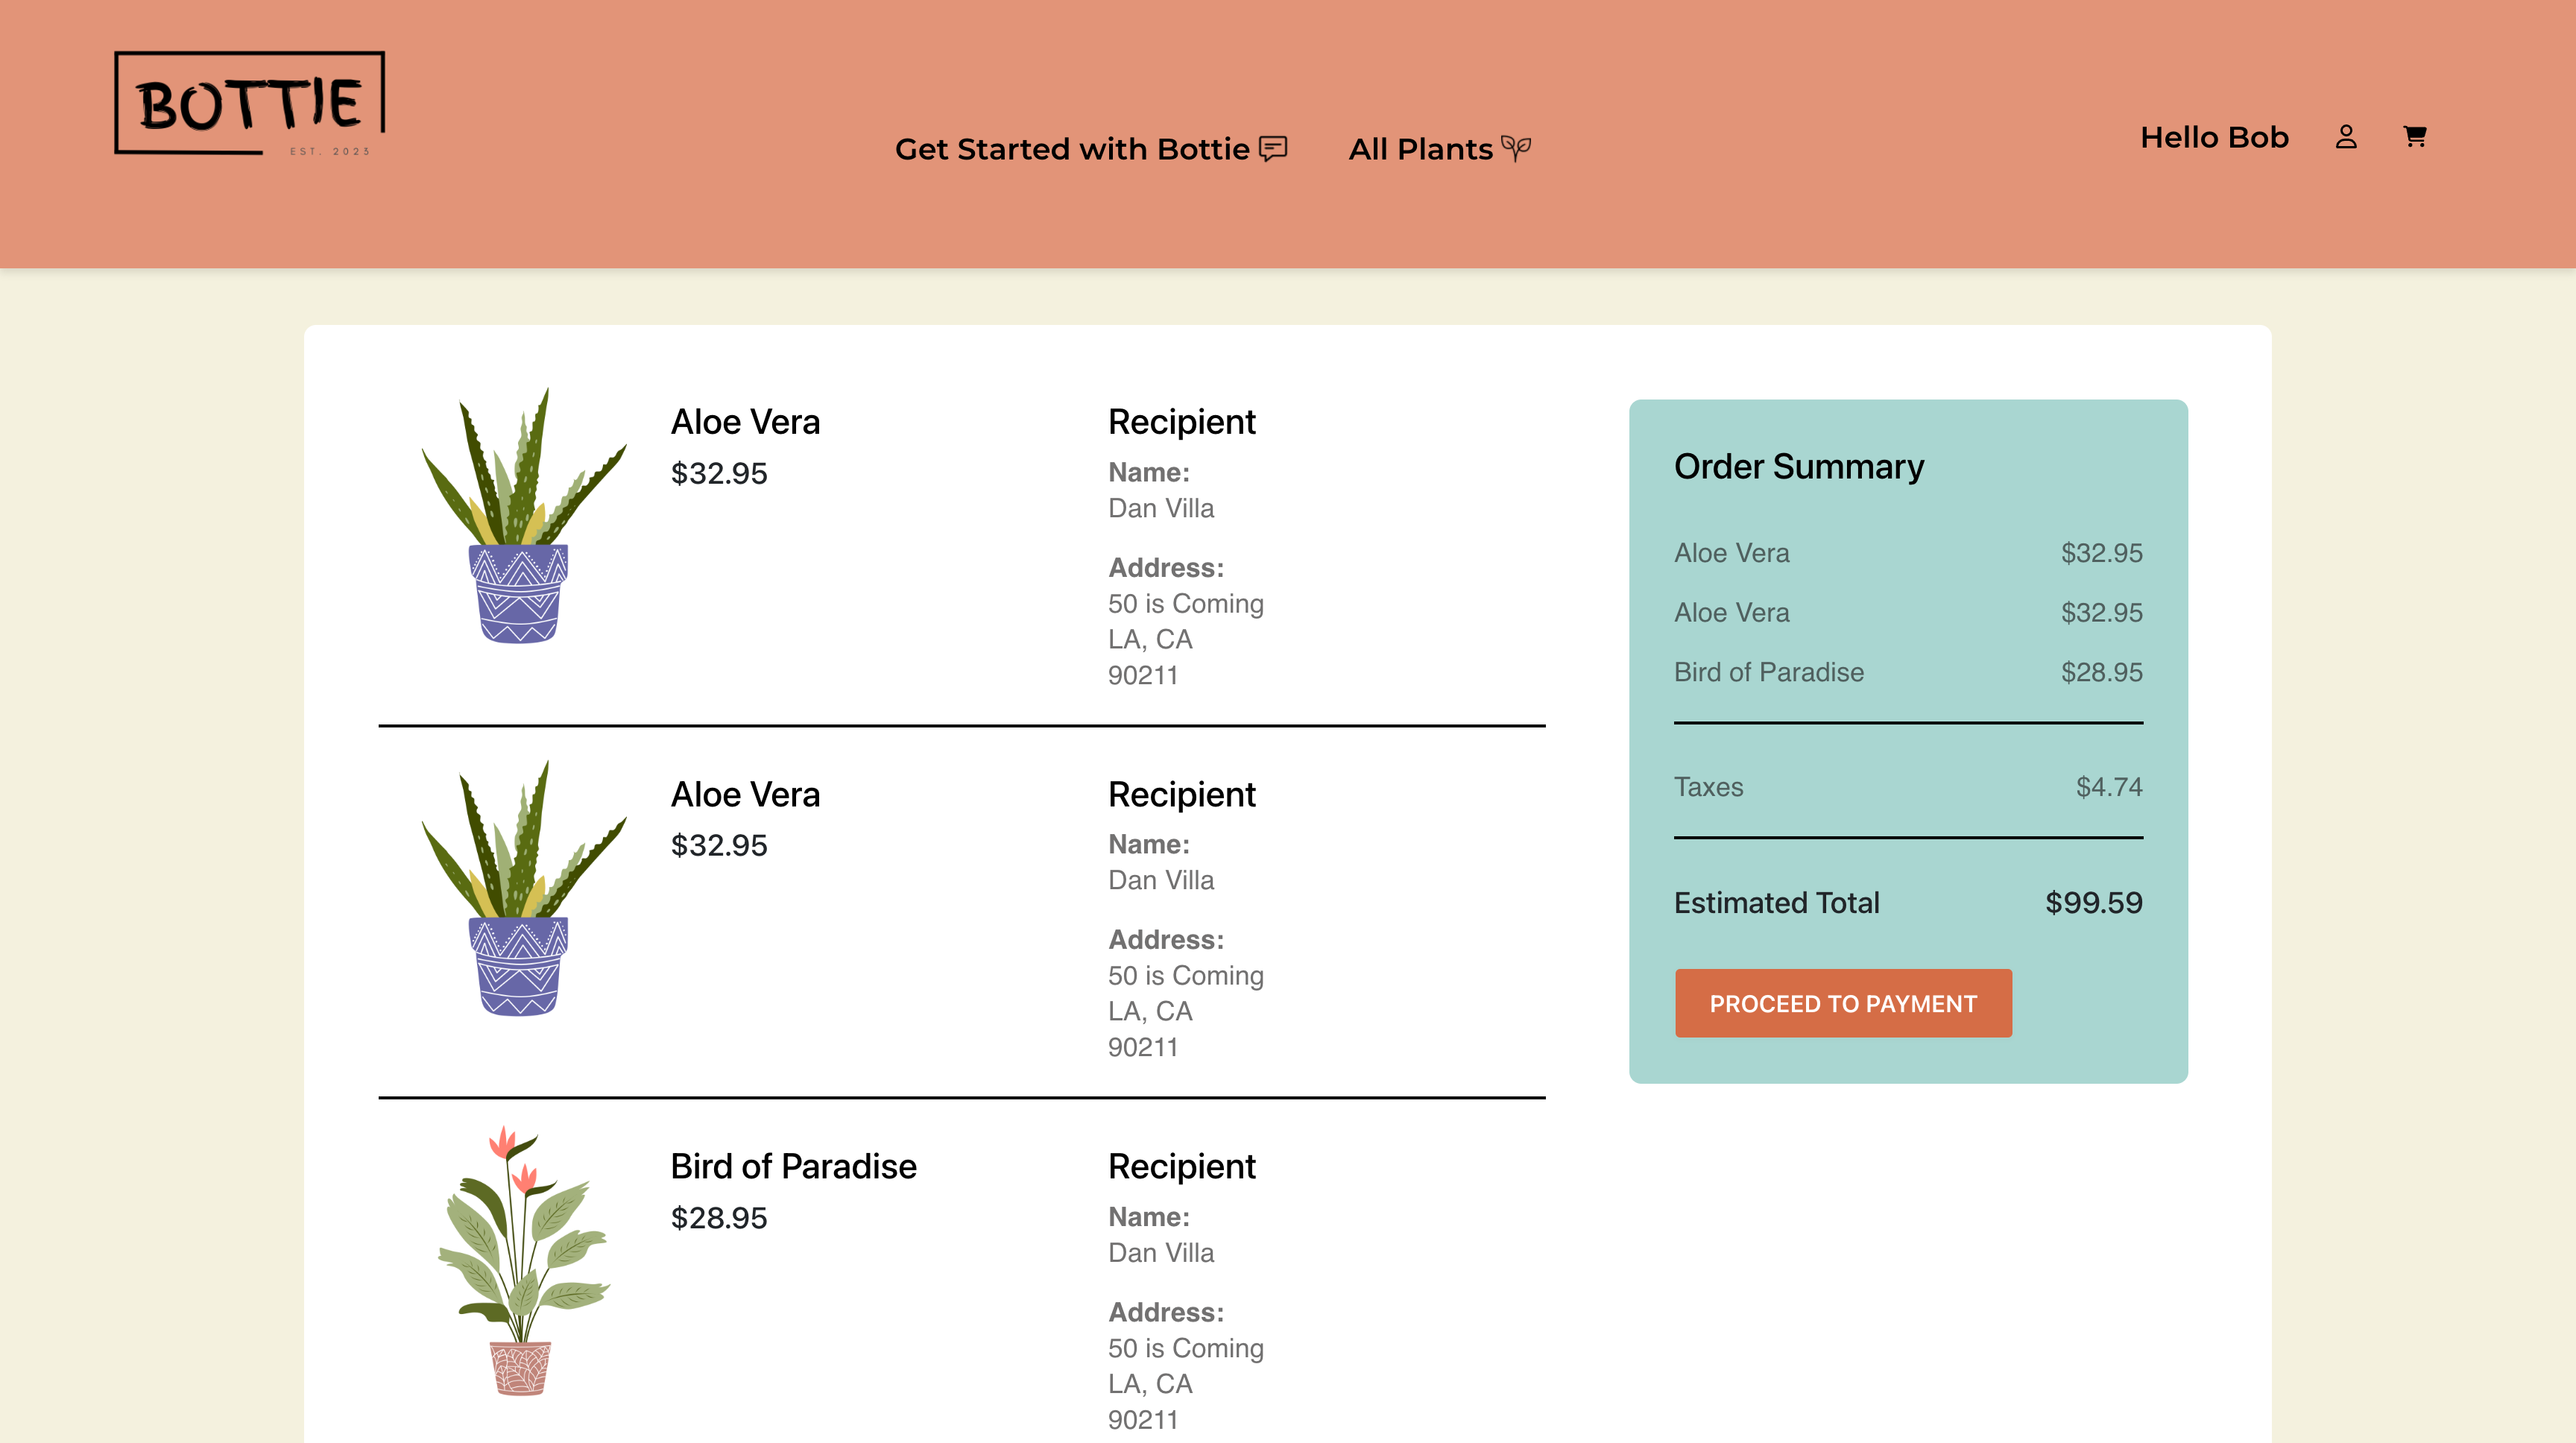 BOTTIE
EST. 2023
Get Started with Bottie
All Plants
Hello Bob
Aloe Vera
$32.95
Recipient
Name:
Dan Villa
Address:
50 is Coming
LA, CA
90211
Aloe Vera
$32.95
Recipient
Name:
Dan Villa
Address:
50 is Coming
LA, CA
90211
Bird of Paradise
$28.95
Recipient
Name:
Dan Villa
Address:
50 is Coming
LA, CA
90211
Order Summary
Aloe Vera $32.95
Aloe Vera $32.95
Bird of Paradise $28.95
Taxes $4.74
Estimated Total $99.59
PROCEED TO PAYMENT